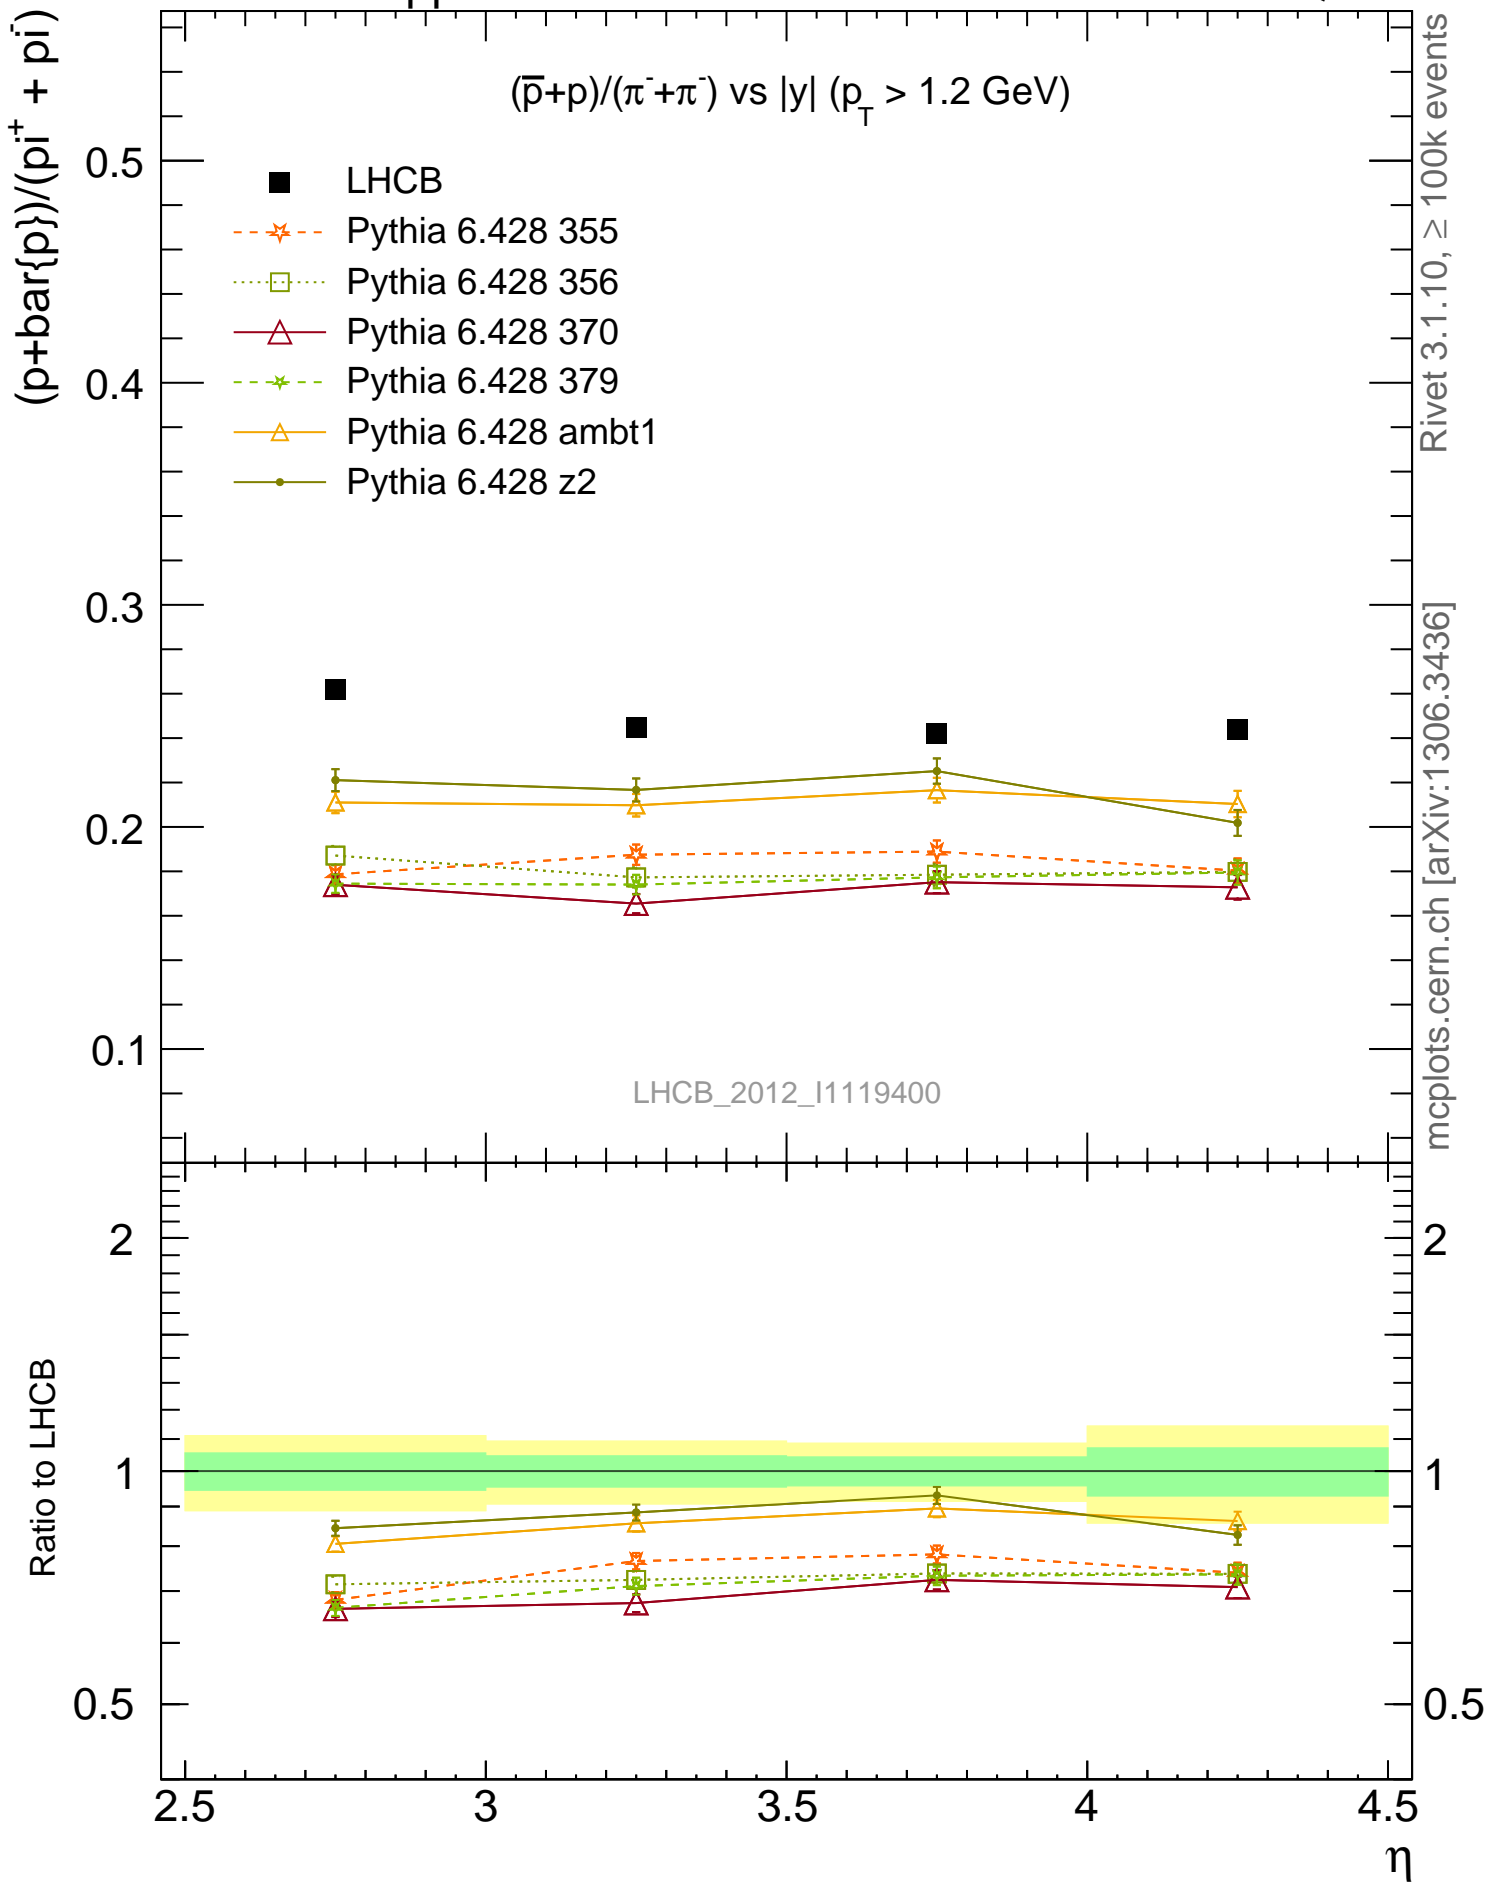 (p̅+p)/(π⁻+π⁻) vs |y| (p_T > 1.2 GeV)
(p+bar{p})/(pi⁺ + pi⁻)
0.5
0.4
0.3
0.2
0.1
LHCB
Pythia 6.428 355
Pythia 6.428 356
Pythia 6.428 370
Pythia 6.428 379
Pythia 6.428 ambt1
Pythia 6.428 z2
LHCB_2012_I1119400
Rivet 3.1.10, ≥ 100k events
mcplots.cern.ch [arXiv:1306.3436]
Ratio to LHCB
2
1
0.5
2
1
0.5
2.5
3
3.5
4
4.5
η